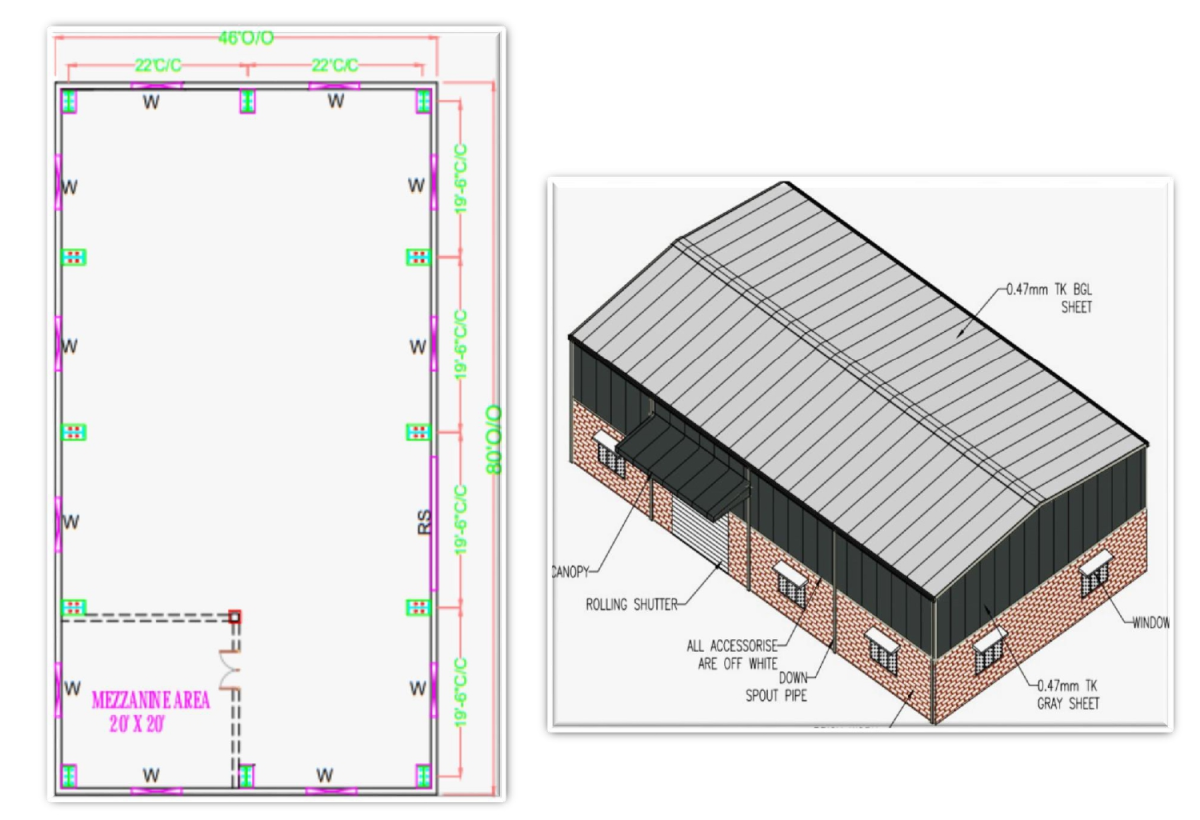 46'O/O
22'C/C
22'C/C
W
W
W
W
19'-6"C/C
W
W
19'-6"C/C
80'O/O
W
RS
19'-6"C/C
W
W
19'-6"C/C
MEZZANINE AREA
20' X 20'
W
W
0.47mm TK BGL
SHEET
CANOPY
ROLLING SHUTTER
ALL ACCESSORISE
ARE OFF WHITE
DOWN
SPOUT PIPE
WINDOW
0.47mm TK
GRAY SHEET